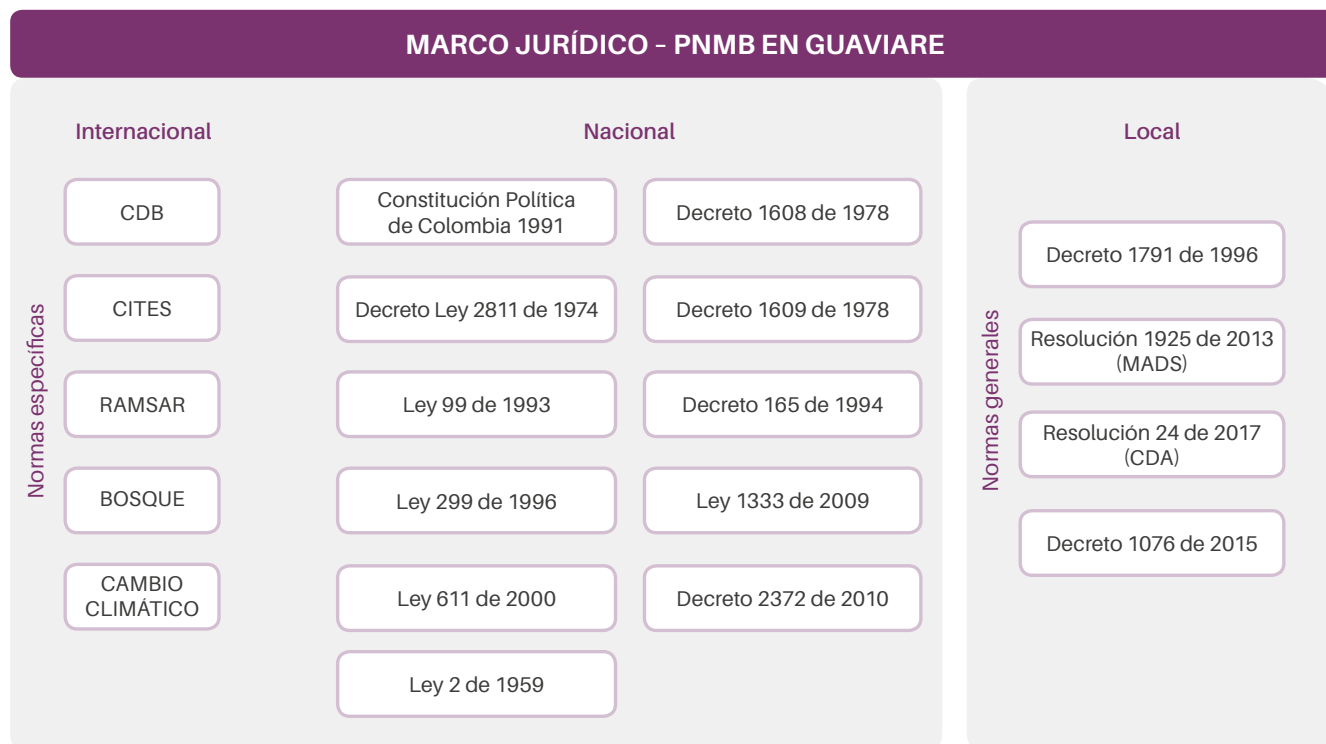 MARCO JURÍDICO – PNMB EN GUAVIARE
Normas específicas
Internacional
CDB
CITES
RAMSAR
BOSQUE
CAMBIO
CLIMÁTICO
Nacional
Constitución Política
de Colombia 1991
Decreto Ley 2811 de 1974
Ley 99 de 1993
Ley 299 de 1996
Ley 611 de 2000
Ley 2 de 1959
Decreto 1608 de 1978
Decreto 1609 de 1978
Decreto 165 de 1994
Ley 1333 de 2009
Decreto 2372 de 2010
Normas generales
Local
Decreto 1791 de 1996
Resolución 1925 de 2013
(MADS)
Resolución 24 de 2017
(CDA)
Decreto 1076 de 2015